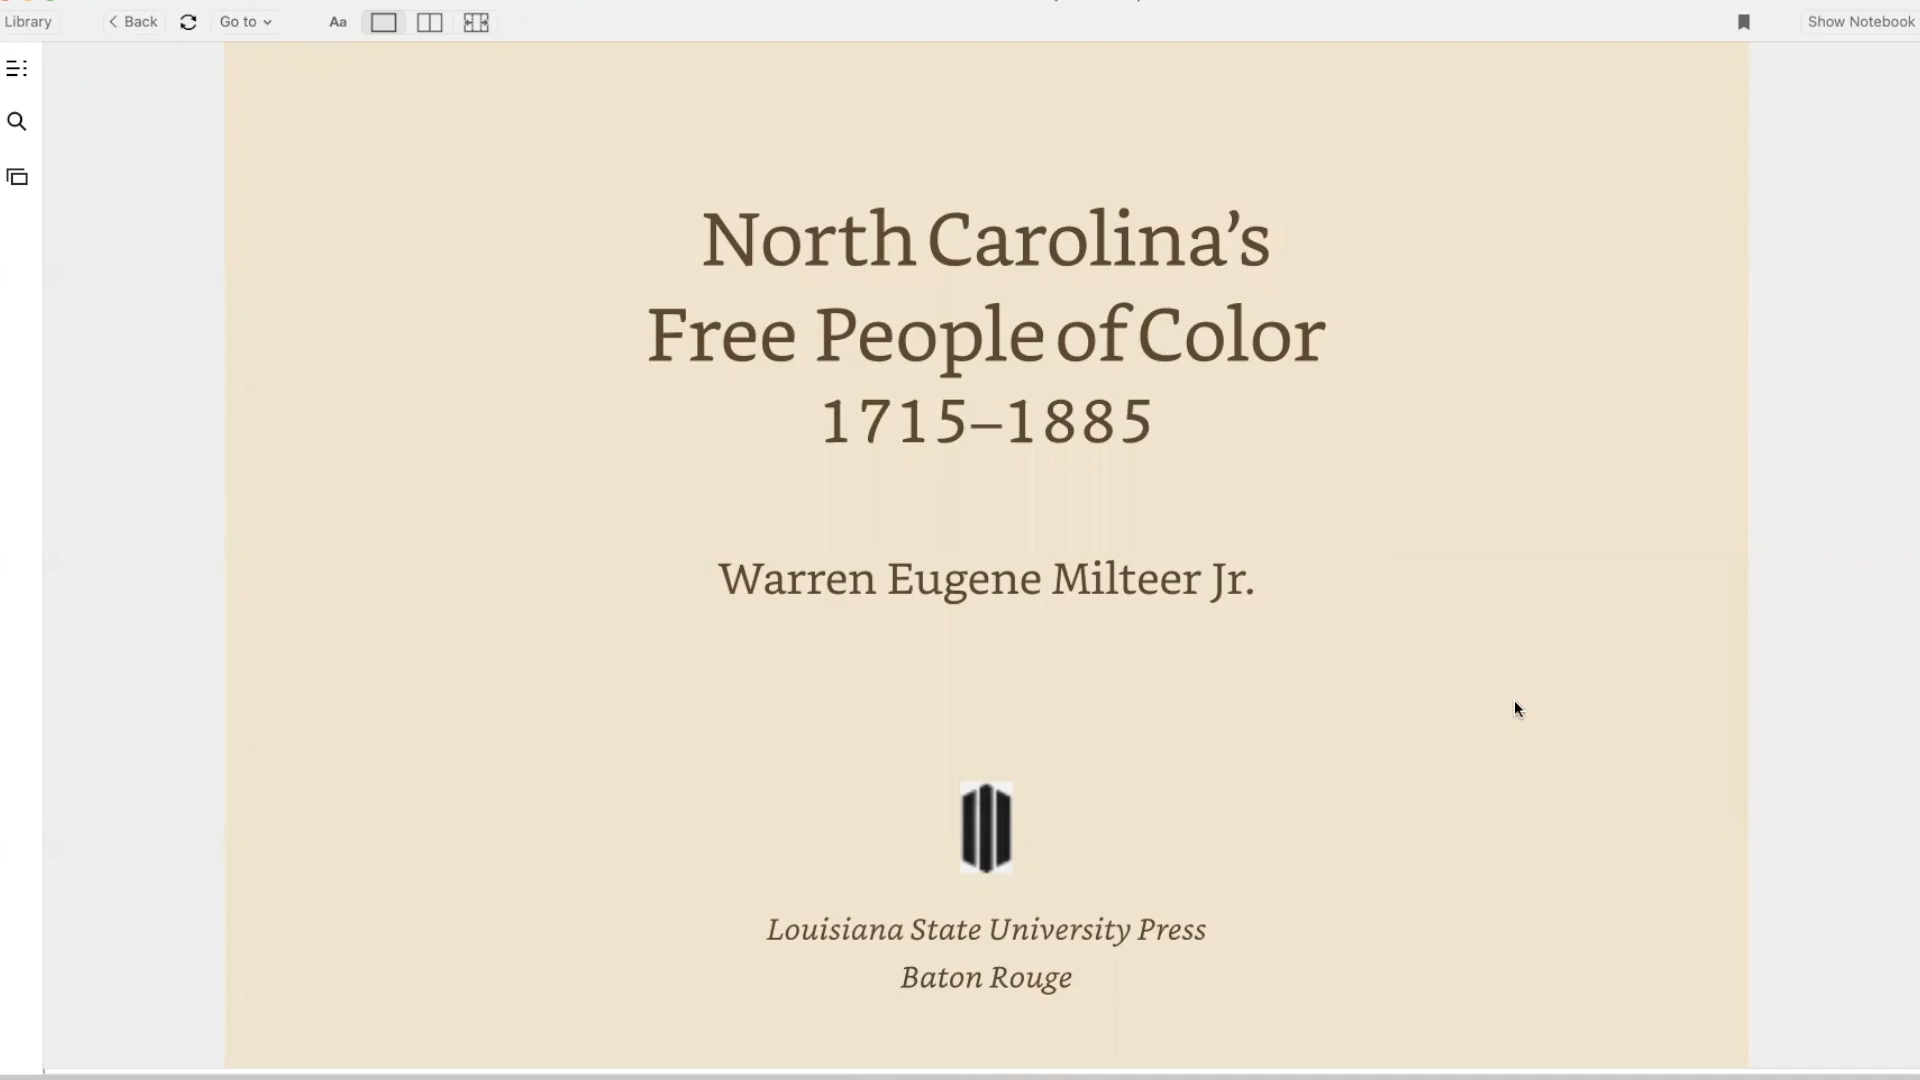 Library
Back
Go to
Aa
Show Notebook
North Carolina’s
Free People of Color
1715–1885
Warren Eugene Milteer Jr.
Louisiana State University Press
Baton Rouge